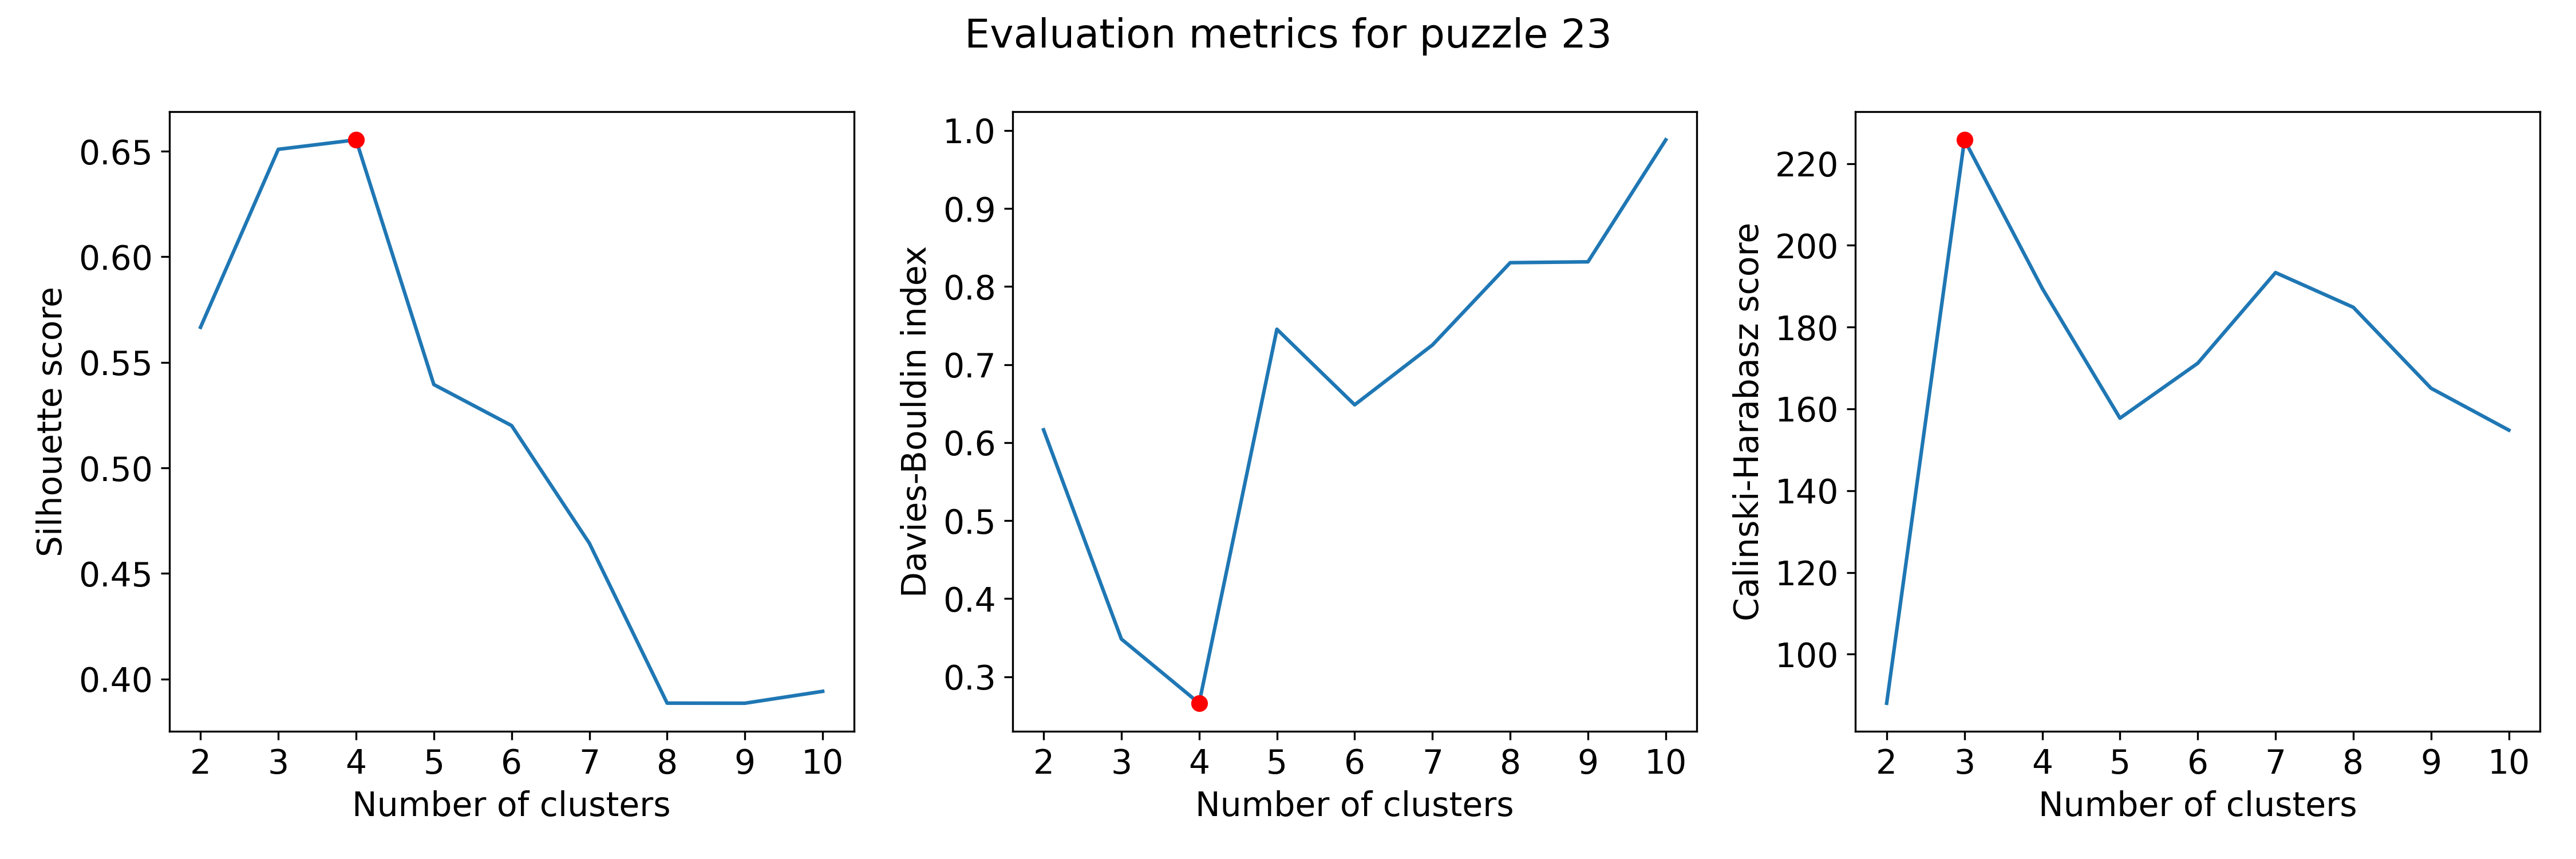 Evaluation metrics for puzzle 23
Silhouette score
0.65
0.60
0.55
0.50
0.45
0.40
2 3 4 5 6 7 8 9 10
Number of clusters
Davies-Bouldin index
1.0
0.9
0.8
0.7
0.6
0.5
0.4
0.3
2 3 4 5 6 7 8 9 10
Number of clusters
Calinski-Harabasz score
220
200
180
160
140
120
100
2 3 4 5 6 7 8 9 10
Number of clusters